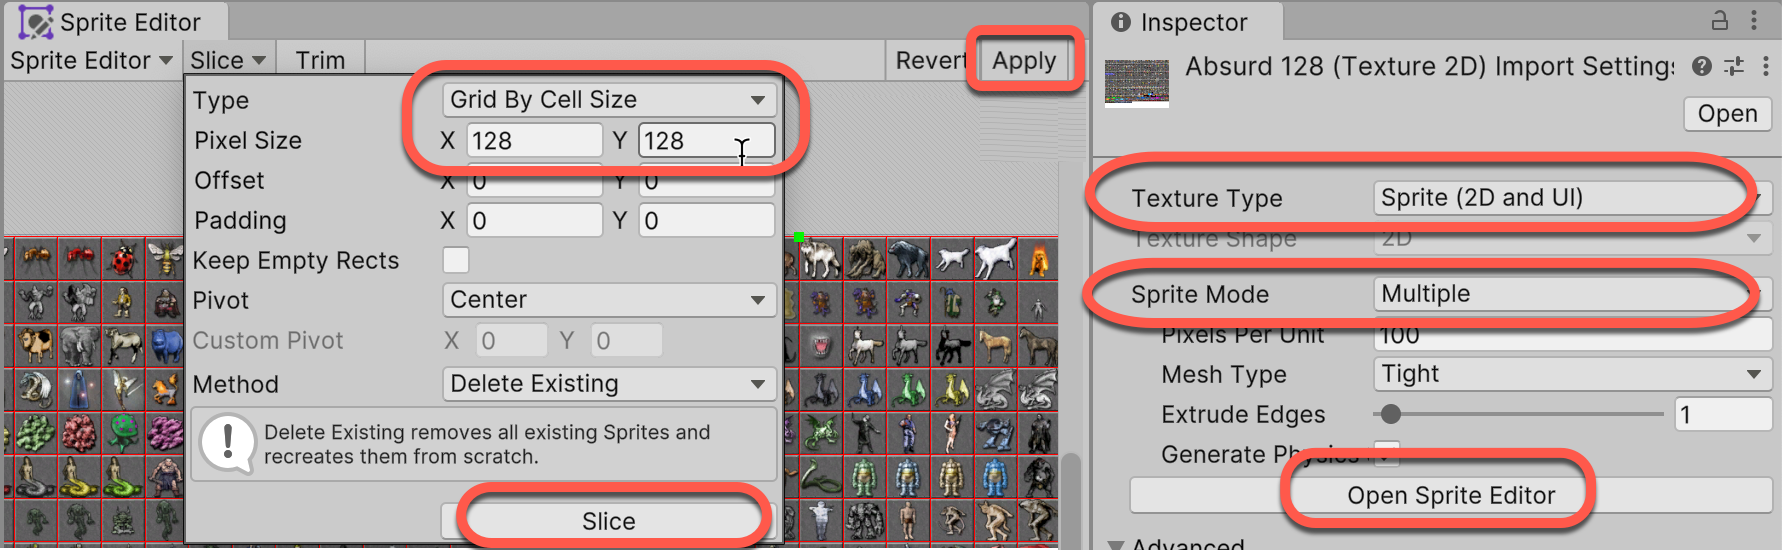 Sprite Editor
Sprite Editor Slice Trim Revert Apply
Type Grid By Cell Size
Pixel Size X 128 Y 128
Offset X 0 Y 0
Padding X 0 Y 0
Keep Empty Rects
Pivot Center
Custom Pivot X 0 Y 0
Method Delete Existing
Delete Existing removes all existing Sprites and
recreates them from scratch.
Slice
Inspector
Absurd 128 (Texture 2D) Import Settings
Open
Texture Type Sprite (2D and UI)
Texture Shape 2D
Sprite Mode Multiple
Pixels Per Unit 100
Mesh Type Tight
Extrude Edges 1
Generate Physics
Open Sprite Editor
Advanced